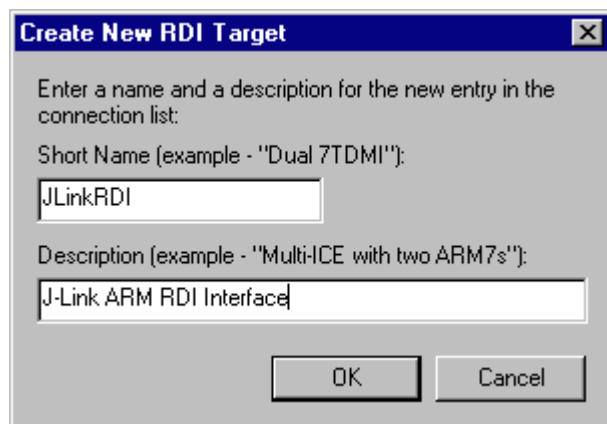 Create New RDI Target
Enter a name and a description for the new entry in the
connection list:
Short Name (example - "Dual 7TDMI"):
JLinkRDI
Description (example - "Multi-ICE with two ARM7s"):
J-Link ARM RDI Interface
OK Cancel